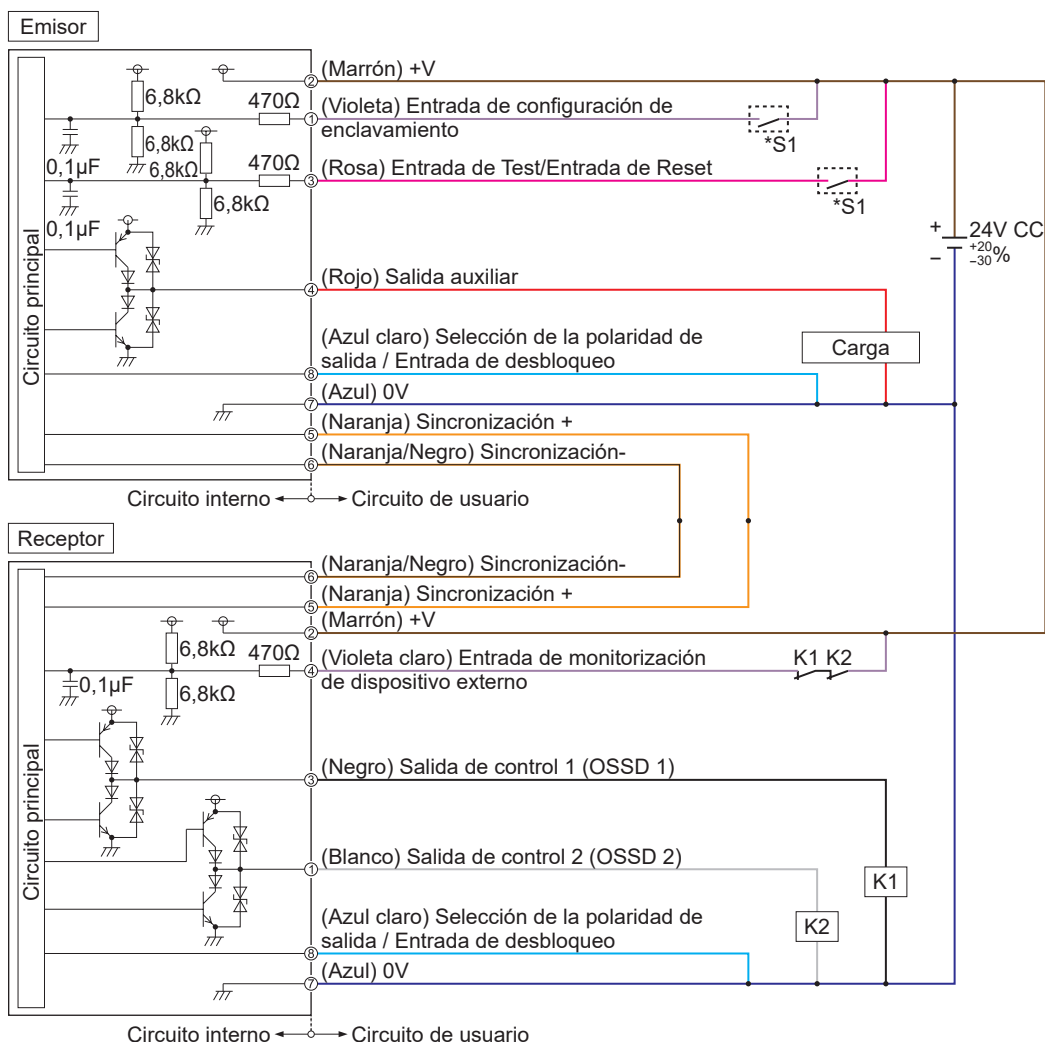 Emisor
(Marrón) +V
②
6,8kΩ
470Ω
(Violeta) Entrada de configuración de
enclavamiento
①
*S1
6,8kΩ
0,1µF
6,8kΩ
470Ω
(Rosa) Entrada de Test/Entrada de Reset
③
*S1
6,8kΩ
0,1µF
+
24V CC
+20
−30%
−
Circuito principal
(Rojo) Salida auxiliar
④
(Azul claro) Selección de la polaridad de
salida / Entrada de desbloqueo
Carga
⑧
(Azul) 0V
⑦
(Naranja) Sincronización +
⑤
(Naranja/Negro) Sincronización-
⑥
Circuito interno
Circuito de usuario
Receptor
(Naranja/Negro) Sincronización-
⑥
(Naranja) Sincronización +
⑤
(Marrón) +V
②
6,8kΩ
470Ω
(Violeta claro) Entrada de monitorización
de dispositivo externo
④
K1 K2
0,1µF
6,8kΩ
Circuito principal
(Negro) Salida de control 1 (OSSD 1)
③
(Blanco) Salida de control 2 (OSSD 2)
①
K1
K2
(Azul claro) Selección de la polaridad de
salida / Entrada de desbloqueo
⑧
(Azul) 0V
⑦
Circuito interno
Circuito de usuario